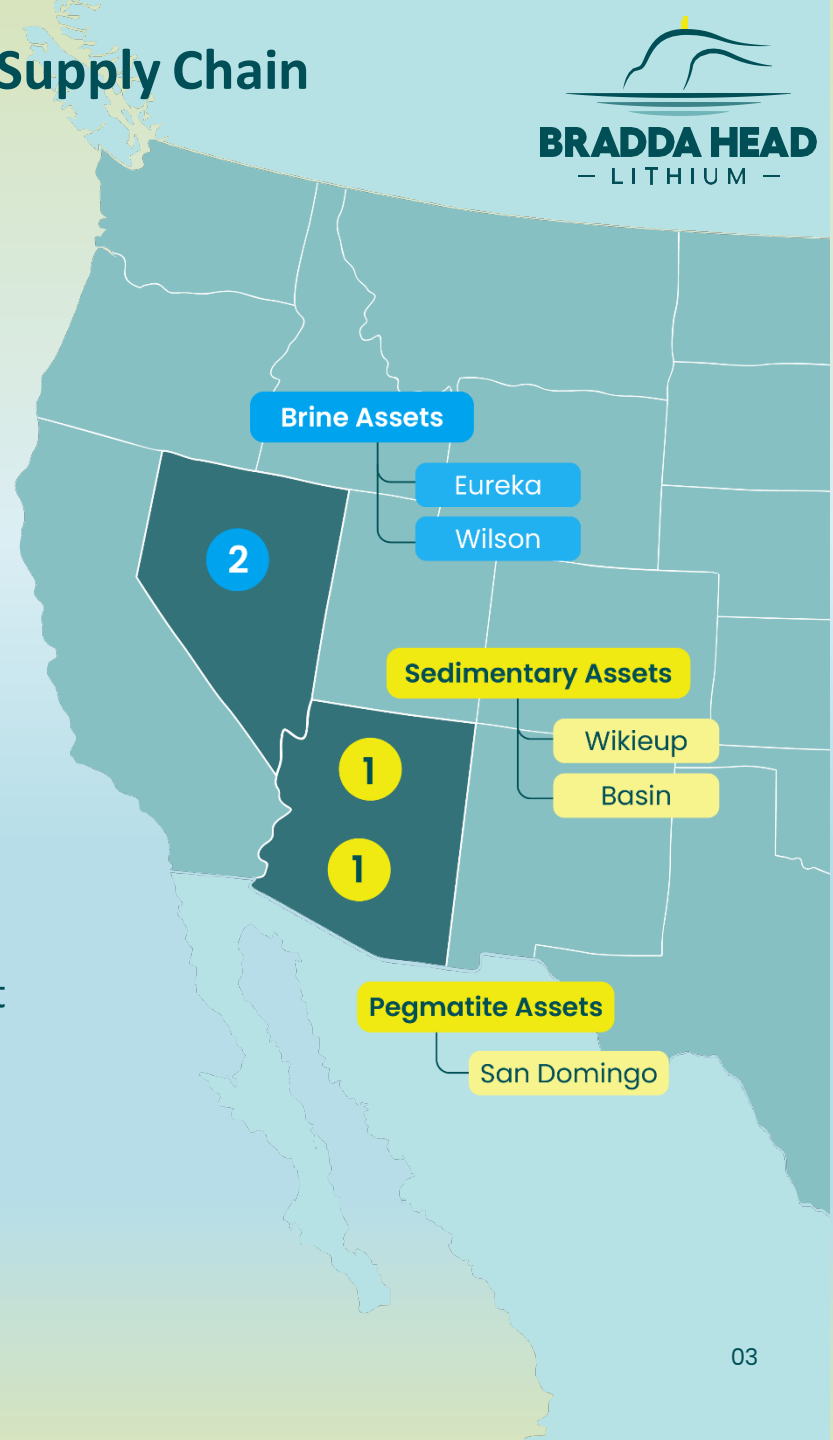 Supply Chain
BRADDA HEAD
– LITHIUM –
Brine Assets
Eureka
Wilson
2
Sedimentary Assets
Wikieup
Basin
1
1
t
Pegmatite Assets
San Domingo
03